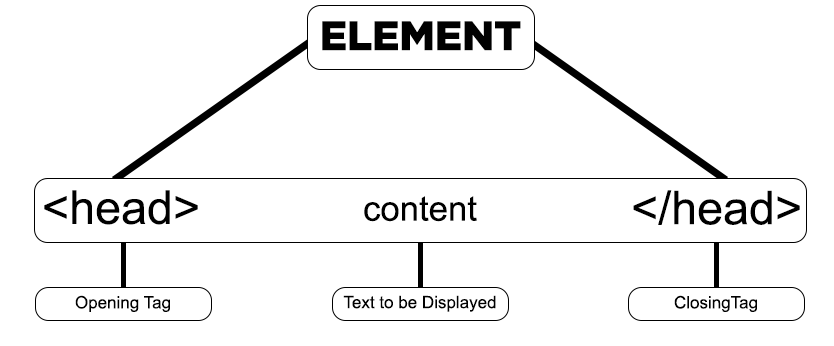 ELEMENT
<head> content </head>
Opening Tag Text to be Displayed ClosingTag